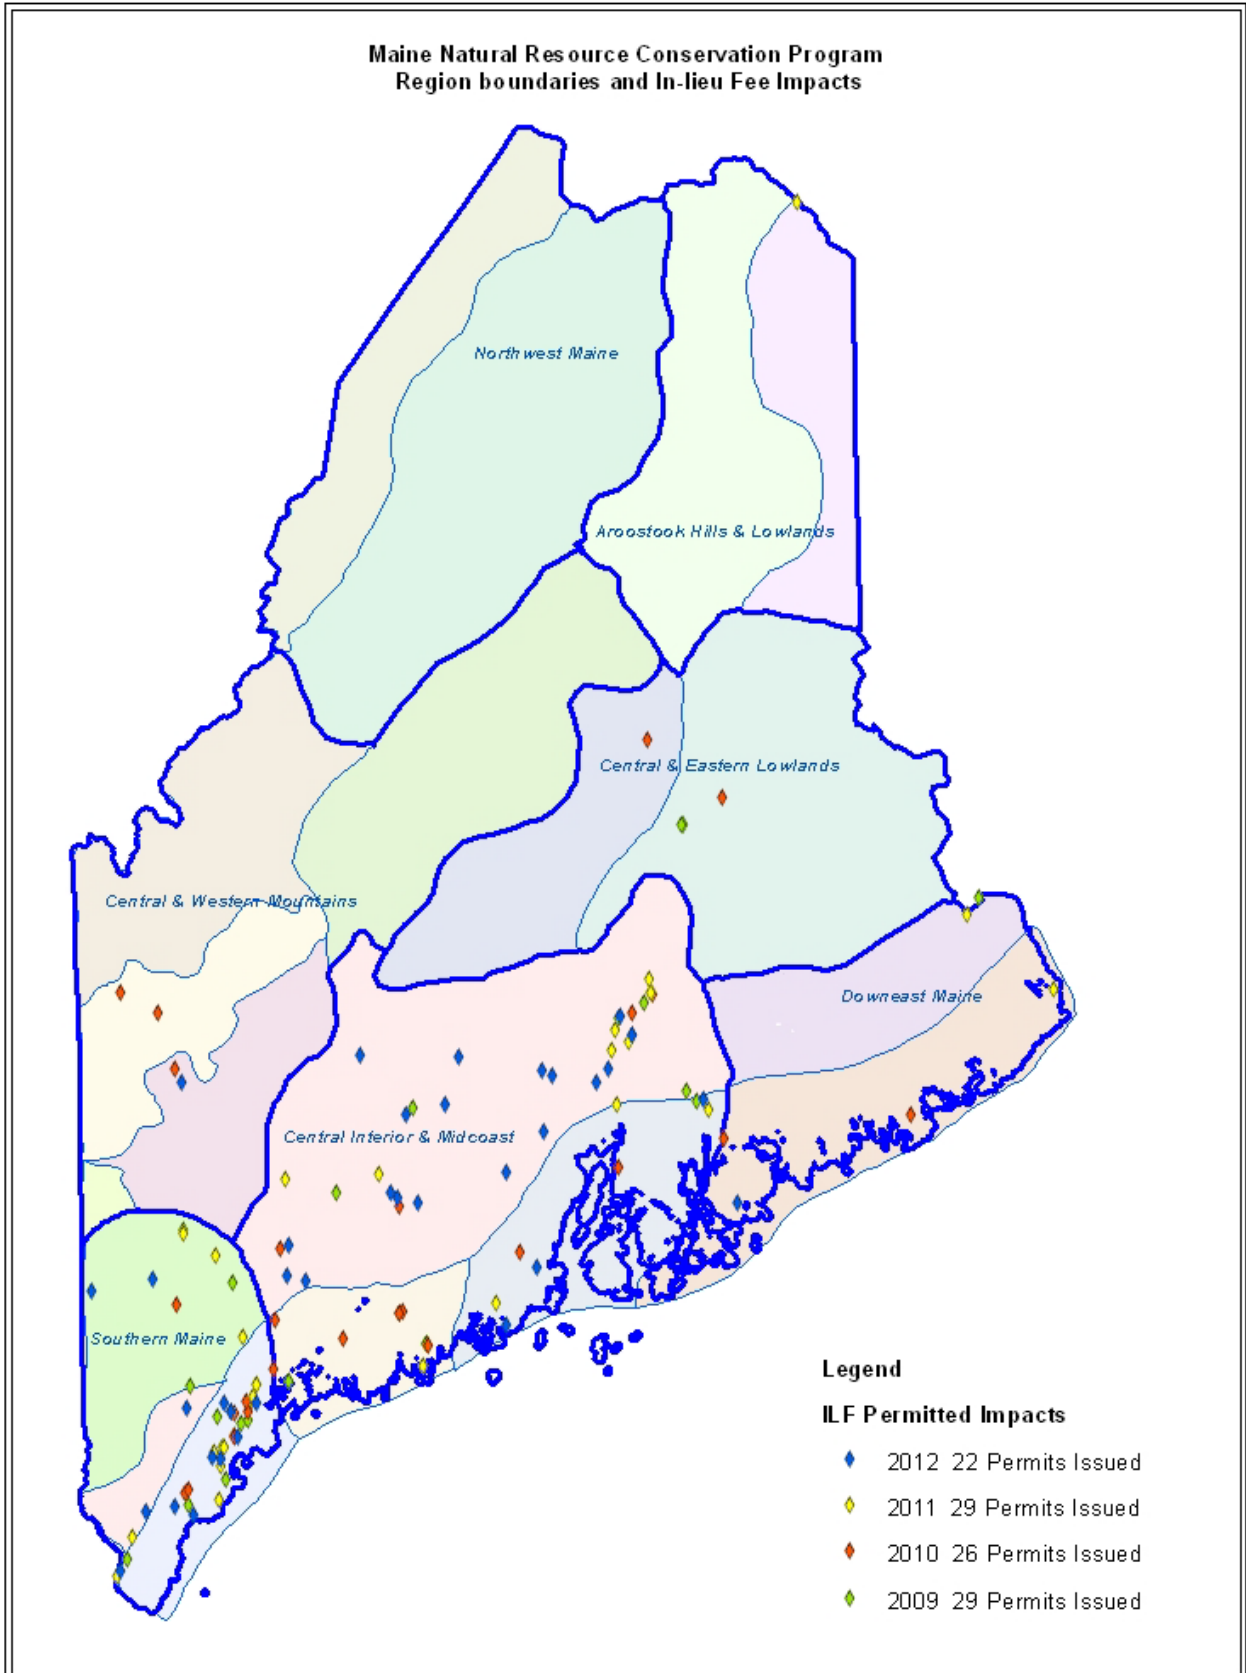 Maine Natural Resource Conservation Program
Region boundaries and In-lieu Fee Impacts
Northwest Maine
Aroostook Hills & Lowlands
Central & Eastern Lowlands
Central & Western Mountains
Downeast Maine
Central Interior & Midcoast
Southern Maine
Legend
ILF Permitted Impacts
2012 22 Permits Issued
2011 29 Permits Issued
2010 26 Permits Issued
2009 29 Permits Issued